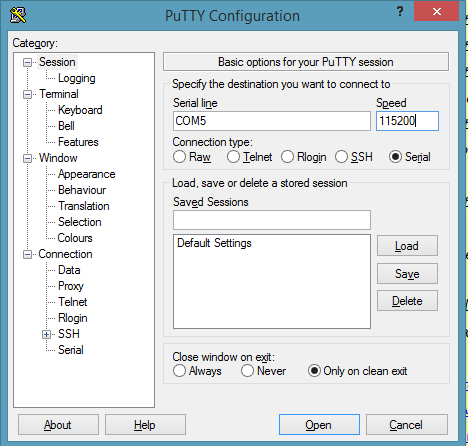 PuTTY Configuration
? ×
Category:
Session
Logging
Terminal
Keyboard
Bell
Features
Window
Appearance
Behaviour
Translation
Selection
Colours
Connection
Data
Proxy
Telnet
Rlogin
SSH
Serial
Basic options for your PuTTY session
Specify the destination you want to connect to
Serial line Speed
COM5 115200
Connection type:
Raw Telnet Rlogin SSH Serial
Load, save or delete a stored session
Saved Sessions
Default Settings
Load
Save
Delete
Close window on exit:
Always Never Only on clean exit
About Help Open Cancel